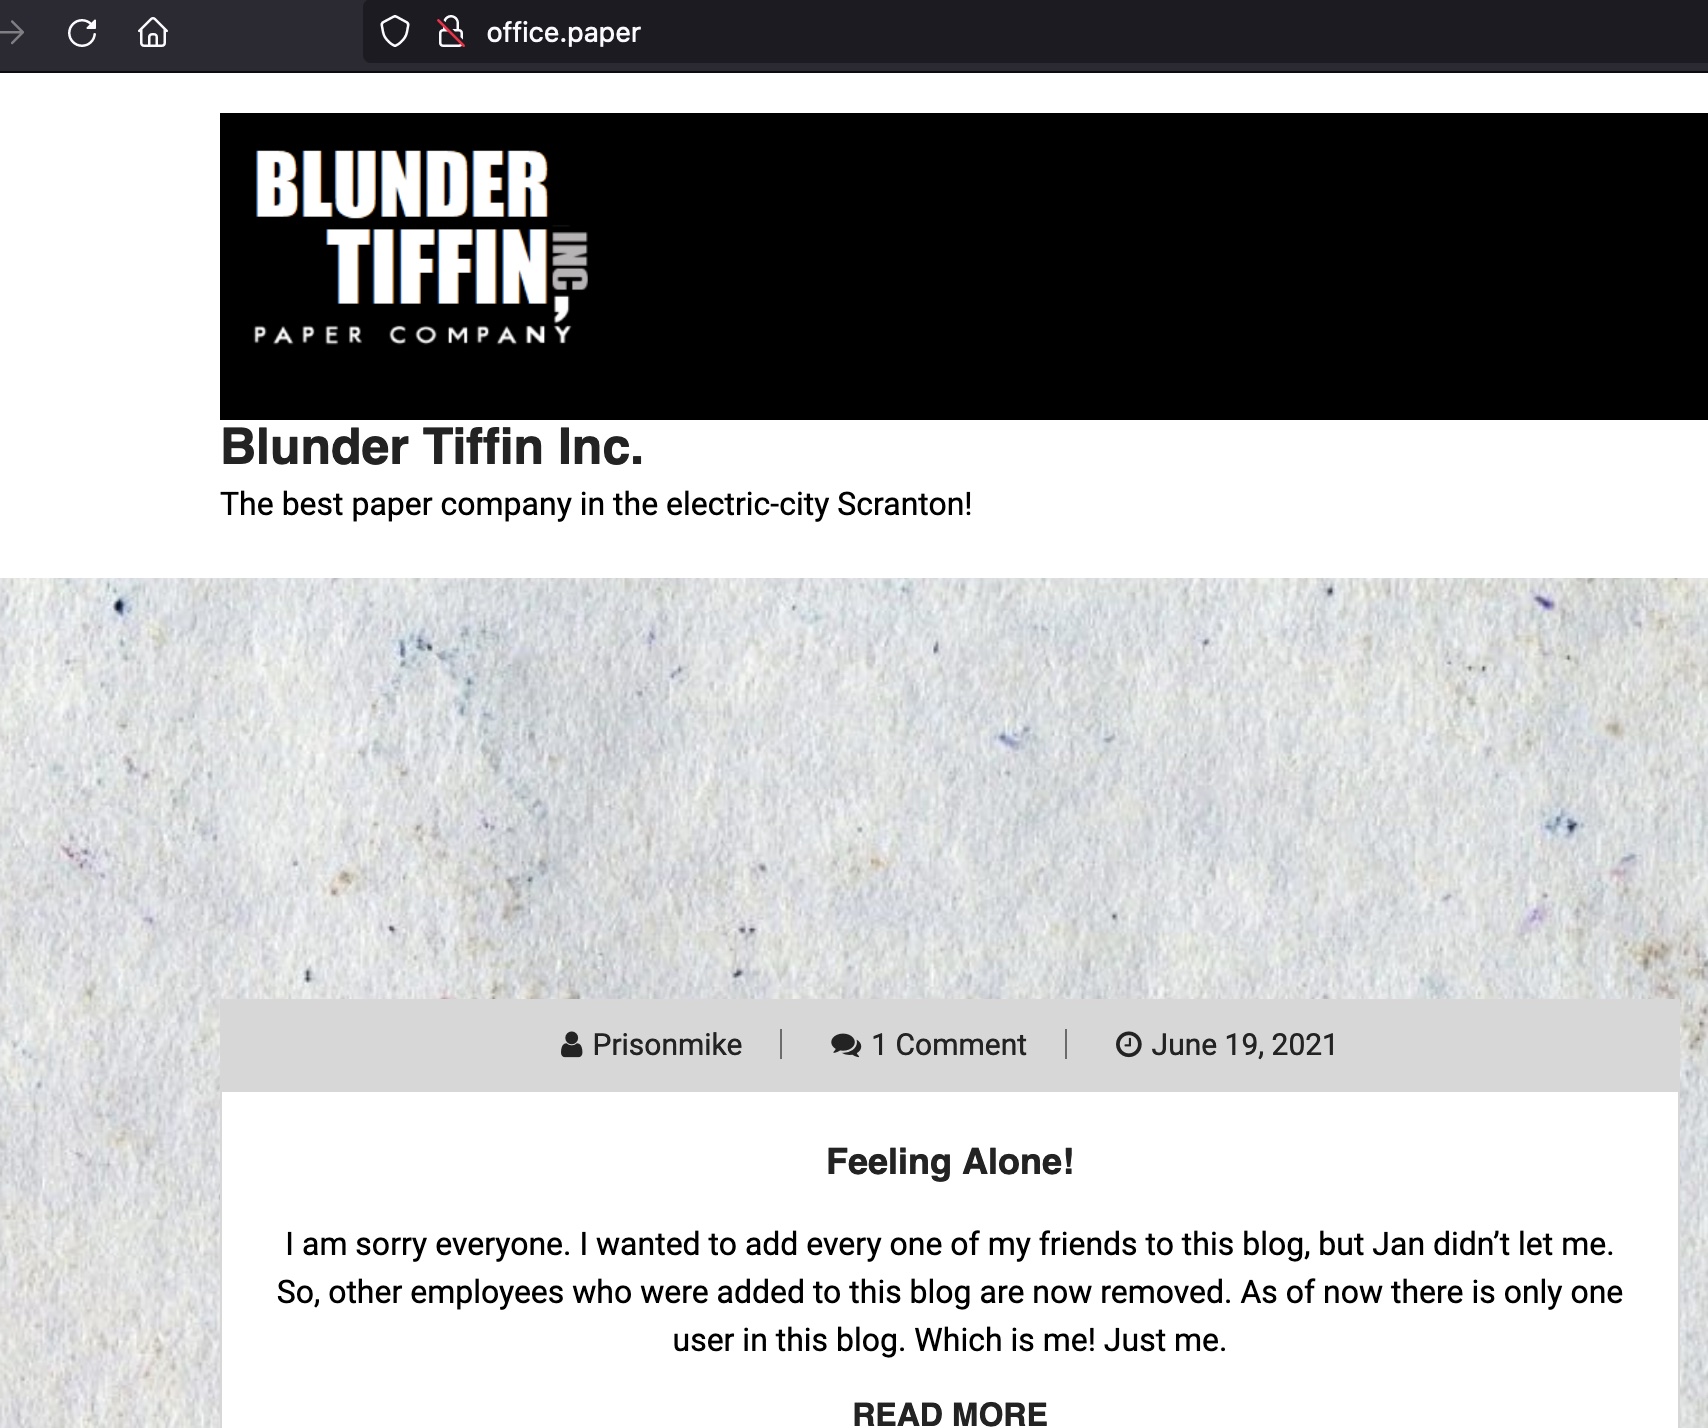 office.paper
BLUNDER
TIFFIN
INC,
PAPER COMPANY
Blunder Tiffin Inc.
The best paper company in the electric-city Scranton!
Prisonmike
1 Comment
June 19, 2021
Feeling Alone!
I am sorry everyone. I wanted to add every one of my friends to this blog, but Jan didn’t let me.
So, other employees who were added to this blog are now removed. As of now there is only one
user in this blog. Which is me! Just me.
READ MORE